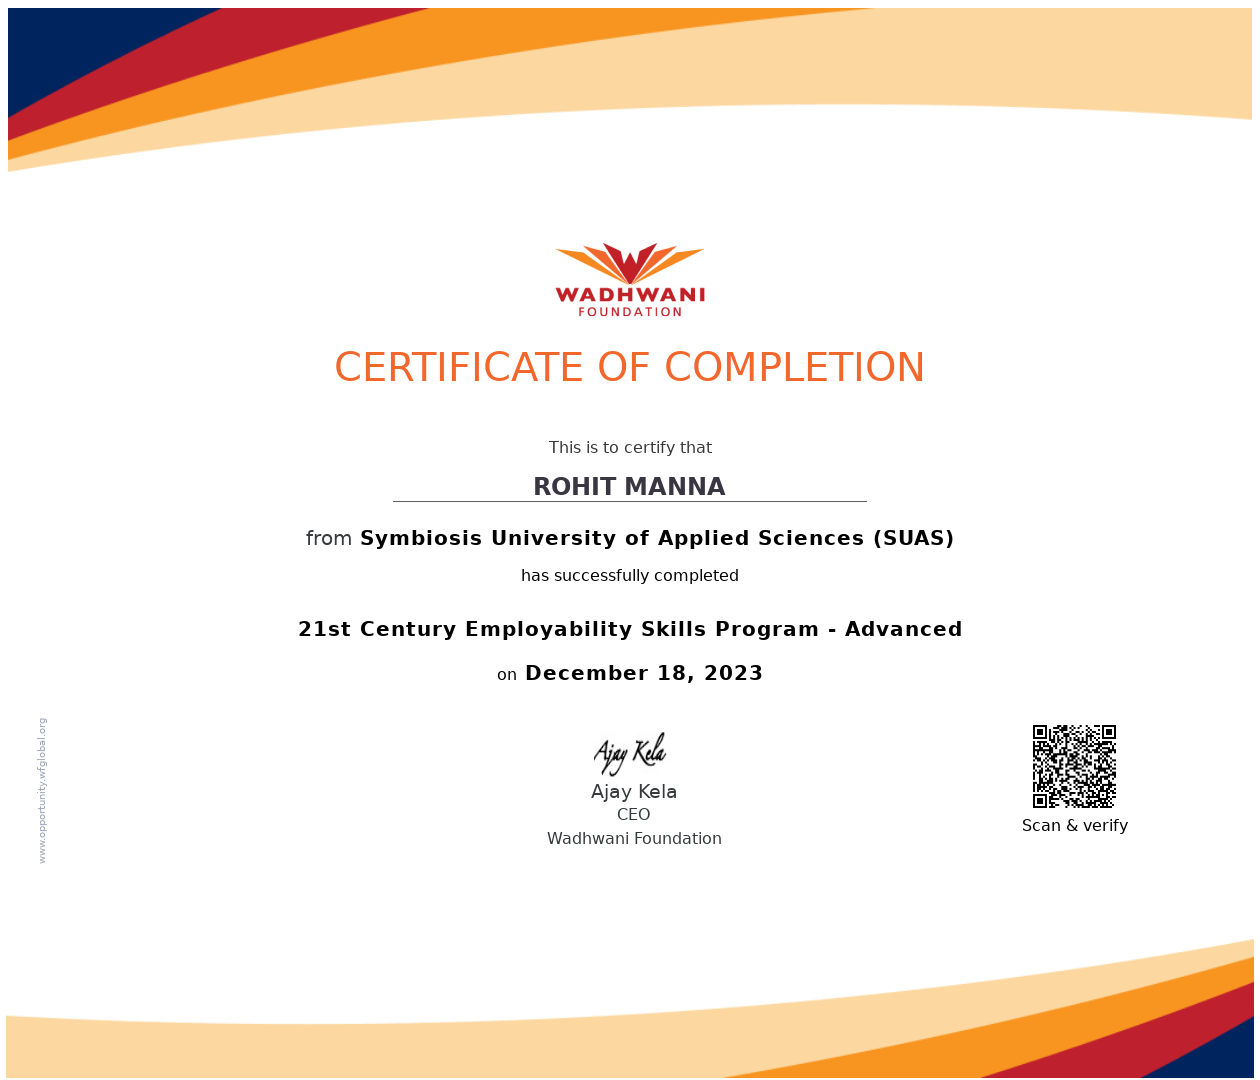 WADHWANI
FOUNDATION
CERTIFICATE OF COMPLETION
This is to certify that
ROHIT MANNA
from Symbiosis University of Applied Sciences (SUAS)
has successfully completed
21st Century Employability Skills Program - Advanced
on December 18, 2023
www.opportunity.wfglobal.org
Ajay Kela
Ajay Kela
CEO
Wadhwani Foundation
Scan & verify